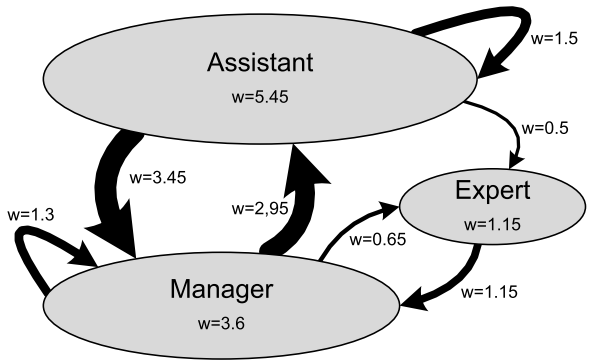 Assistant
w=5.45
w=1.5
w=0.5
w=3.45
Expert
w=1.15
w=2,95
w=1.3
w=0.65
Manager
w=3.6
w=1.15